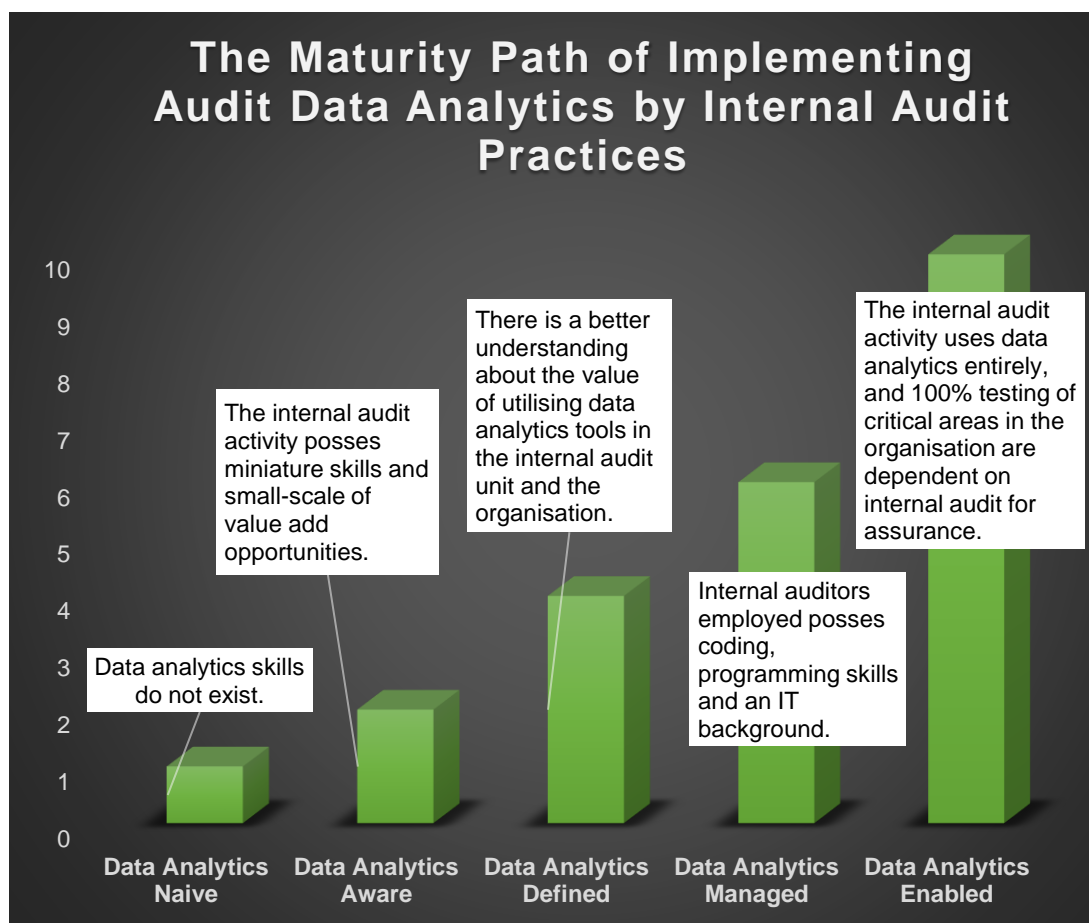 The Maturity Path of Implementing
Audit Data Analytics by Internal Audit
Practices
10
9
8
7
6
5
4
3
2
1
0
Data analytics skills
do not exist.
The internal audit
activity posses
miniature skills and
small-scale of
value add
opportunities.
There is a better
understanding
about the value
of utilising data
analytics tools in
the internal audit
unit and the
organisation.
Internal auditors
employed posses
coding,
programming skills
and an IT
background.
The internal audit
activity uses data
analytics entirely,
and 100% testing of
critical areas in the
organisation are
dependent on
internal audit for
assurance.
Data Analytics
Naive
Data Analytics
Aware
Data Analytics
Defined
Data Analytics
Managed
Data Analytics
Enabled